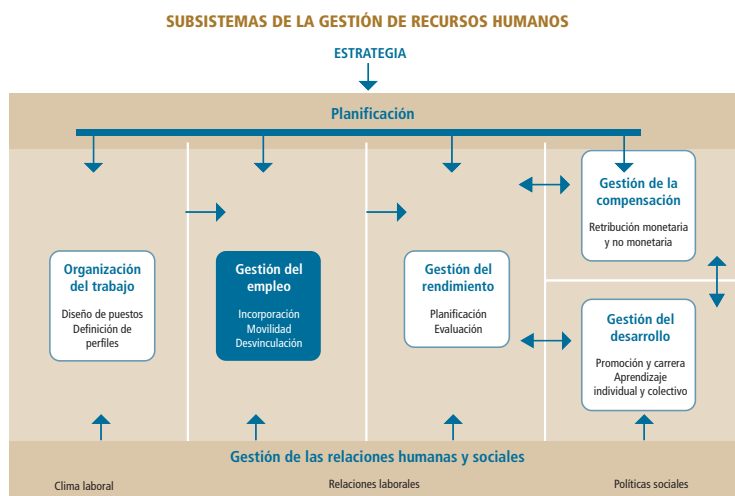 SUBSISTEMAS DE LA GESTIÓN DE RECURSOS HUMANOS
ESTRATEGIA
Planificación
Organización
del trabajo
Diseño de puestos
Definición de
perfiles
Gestión del
empleo
Incorporación
Movilidad
Desvinculación
Gestión del
rendimiento
Planificación
Evaluación
Gestión de la
compensación
Retribución monetaria
y no monetaria
Gestión del
desarrollo
Promoción y carrera
Aprendizaje
individual y colectivo
Gestión de las relaciones humanas y sociales
Clima laboral
Relaciones laborales
Políticas sociales